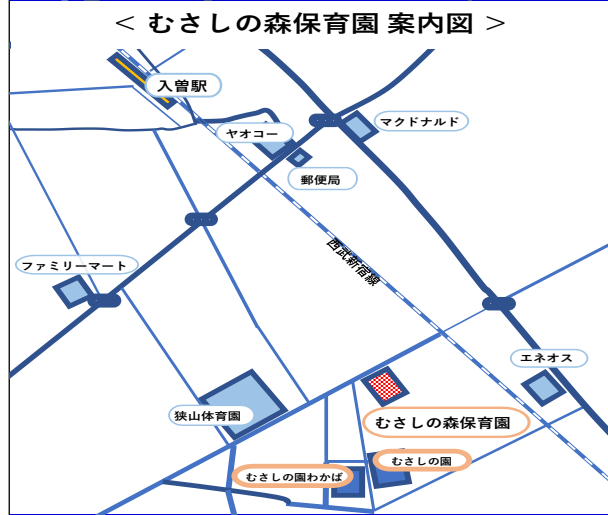 ＜ むさしの森保育園 案内図 ＞
入曽駅
マクドナルド
ヤオコー
郵便局
西武新宿線
ファミリーマート
エネオス
狭山体育園
むさしの森保育園
むさしの園
むさしの園わかば